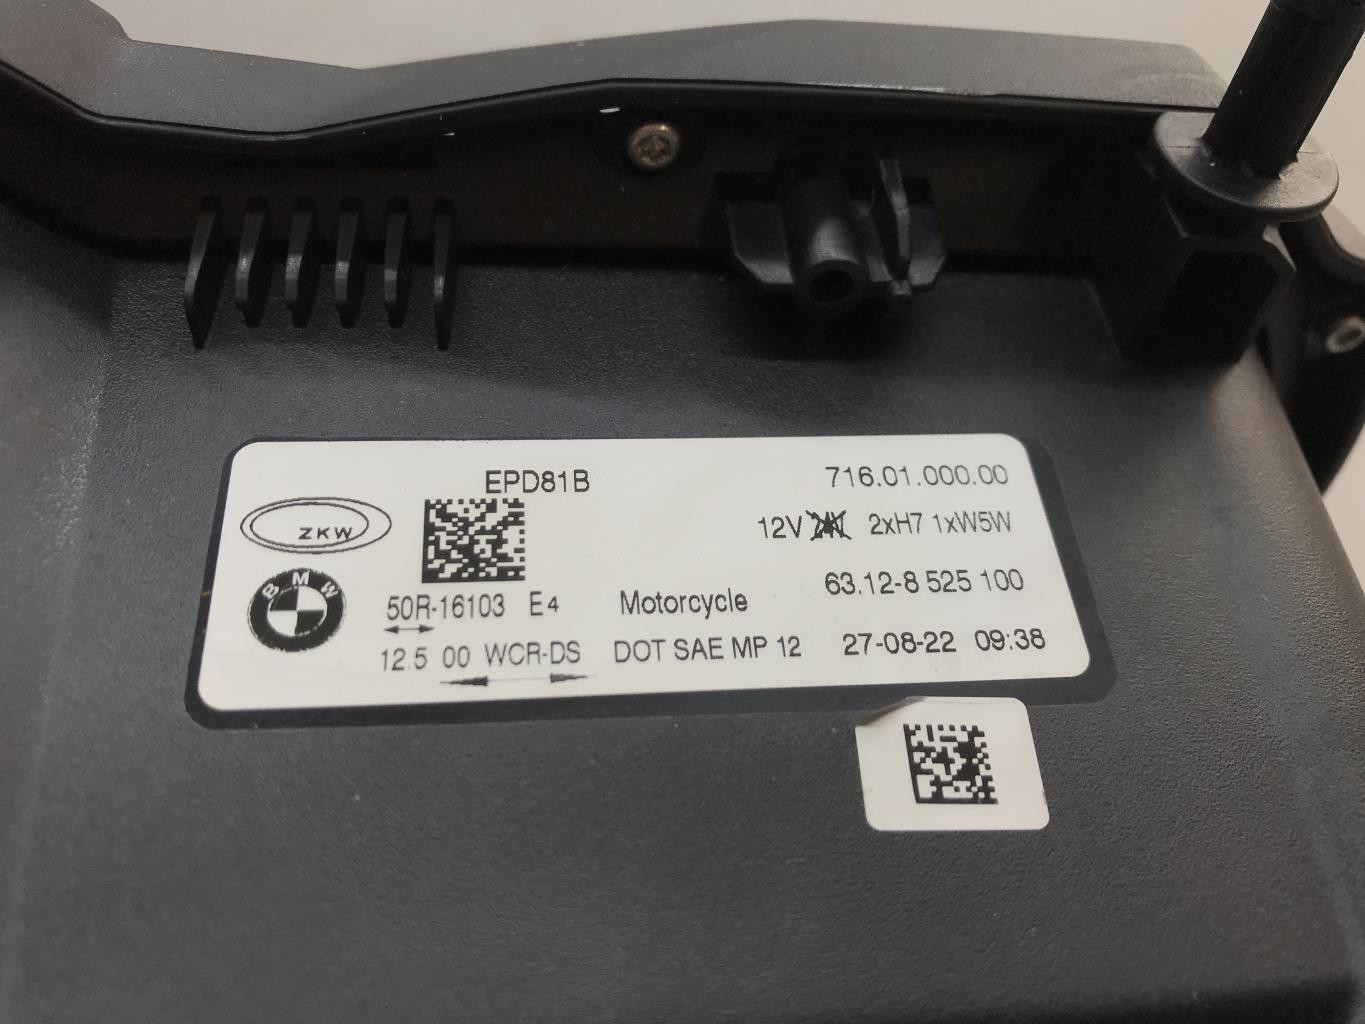 EPD81B
716.01.000.00
ZKW
12V 24V 2xH7 1xW5W
BMW
50R-16103 E4 Motorcycle 63.12-8 525 100
12.5 00 WCR-DS DOT SAE MP 12 27-08-22 09:38